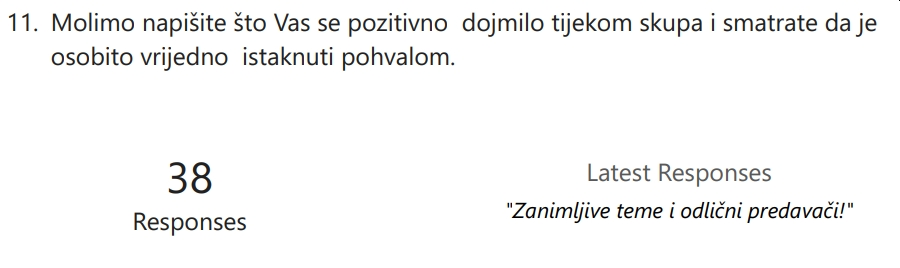 11. Molimo napišite što Vas se pozitivno  dojmilo tijekom skupa i smatrate da je
osobito vrijedno  istaknuti pohvalom.
38
Responses
Latest Responses
"Zanimljive teme i odlični predavači!"